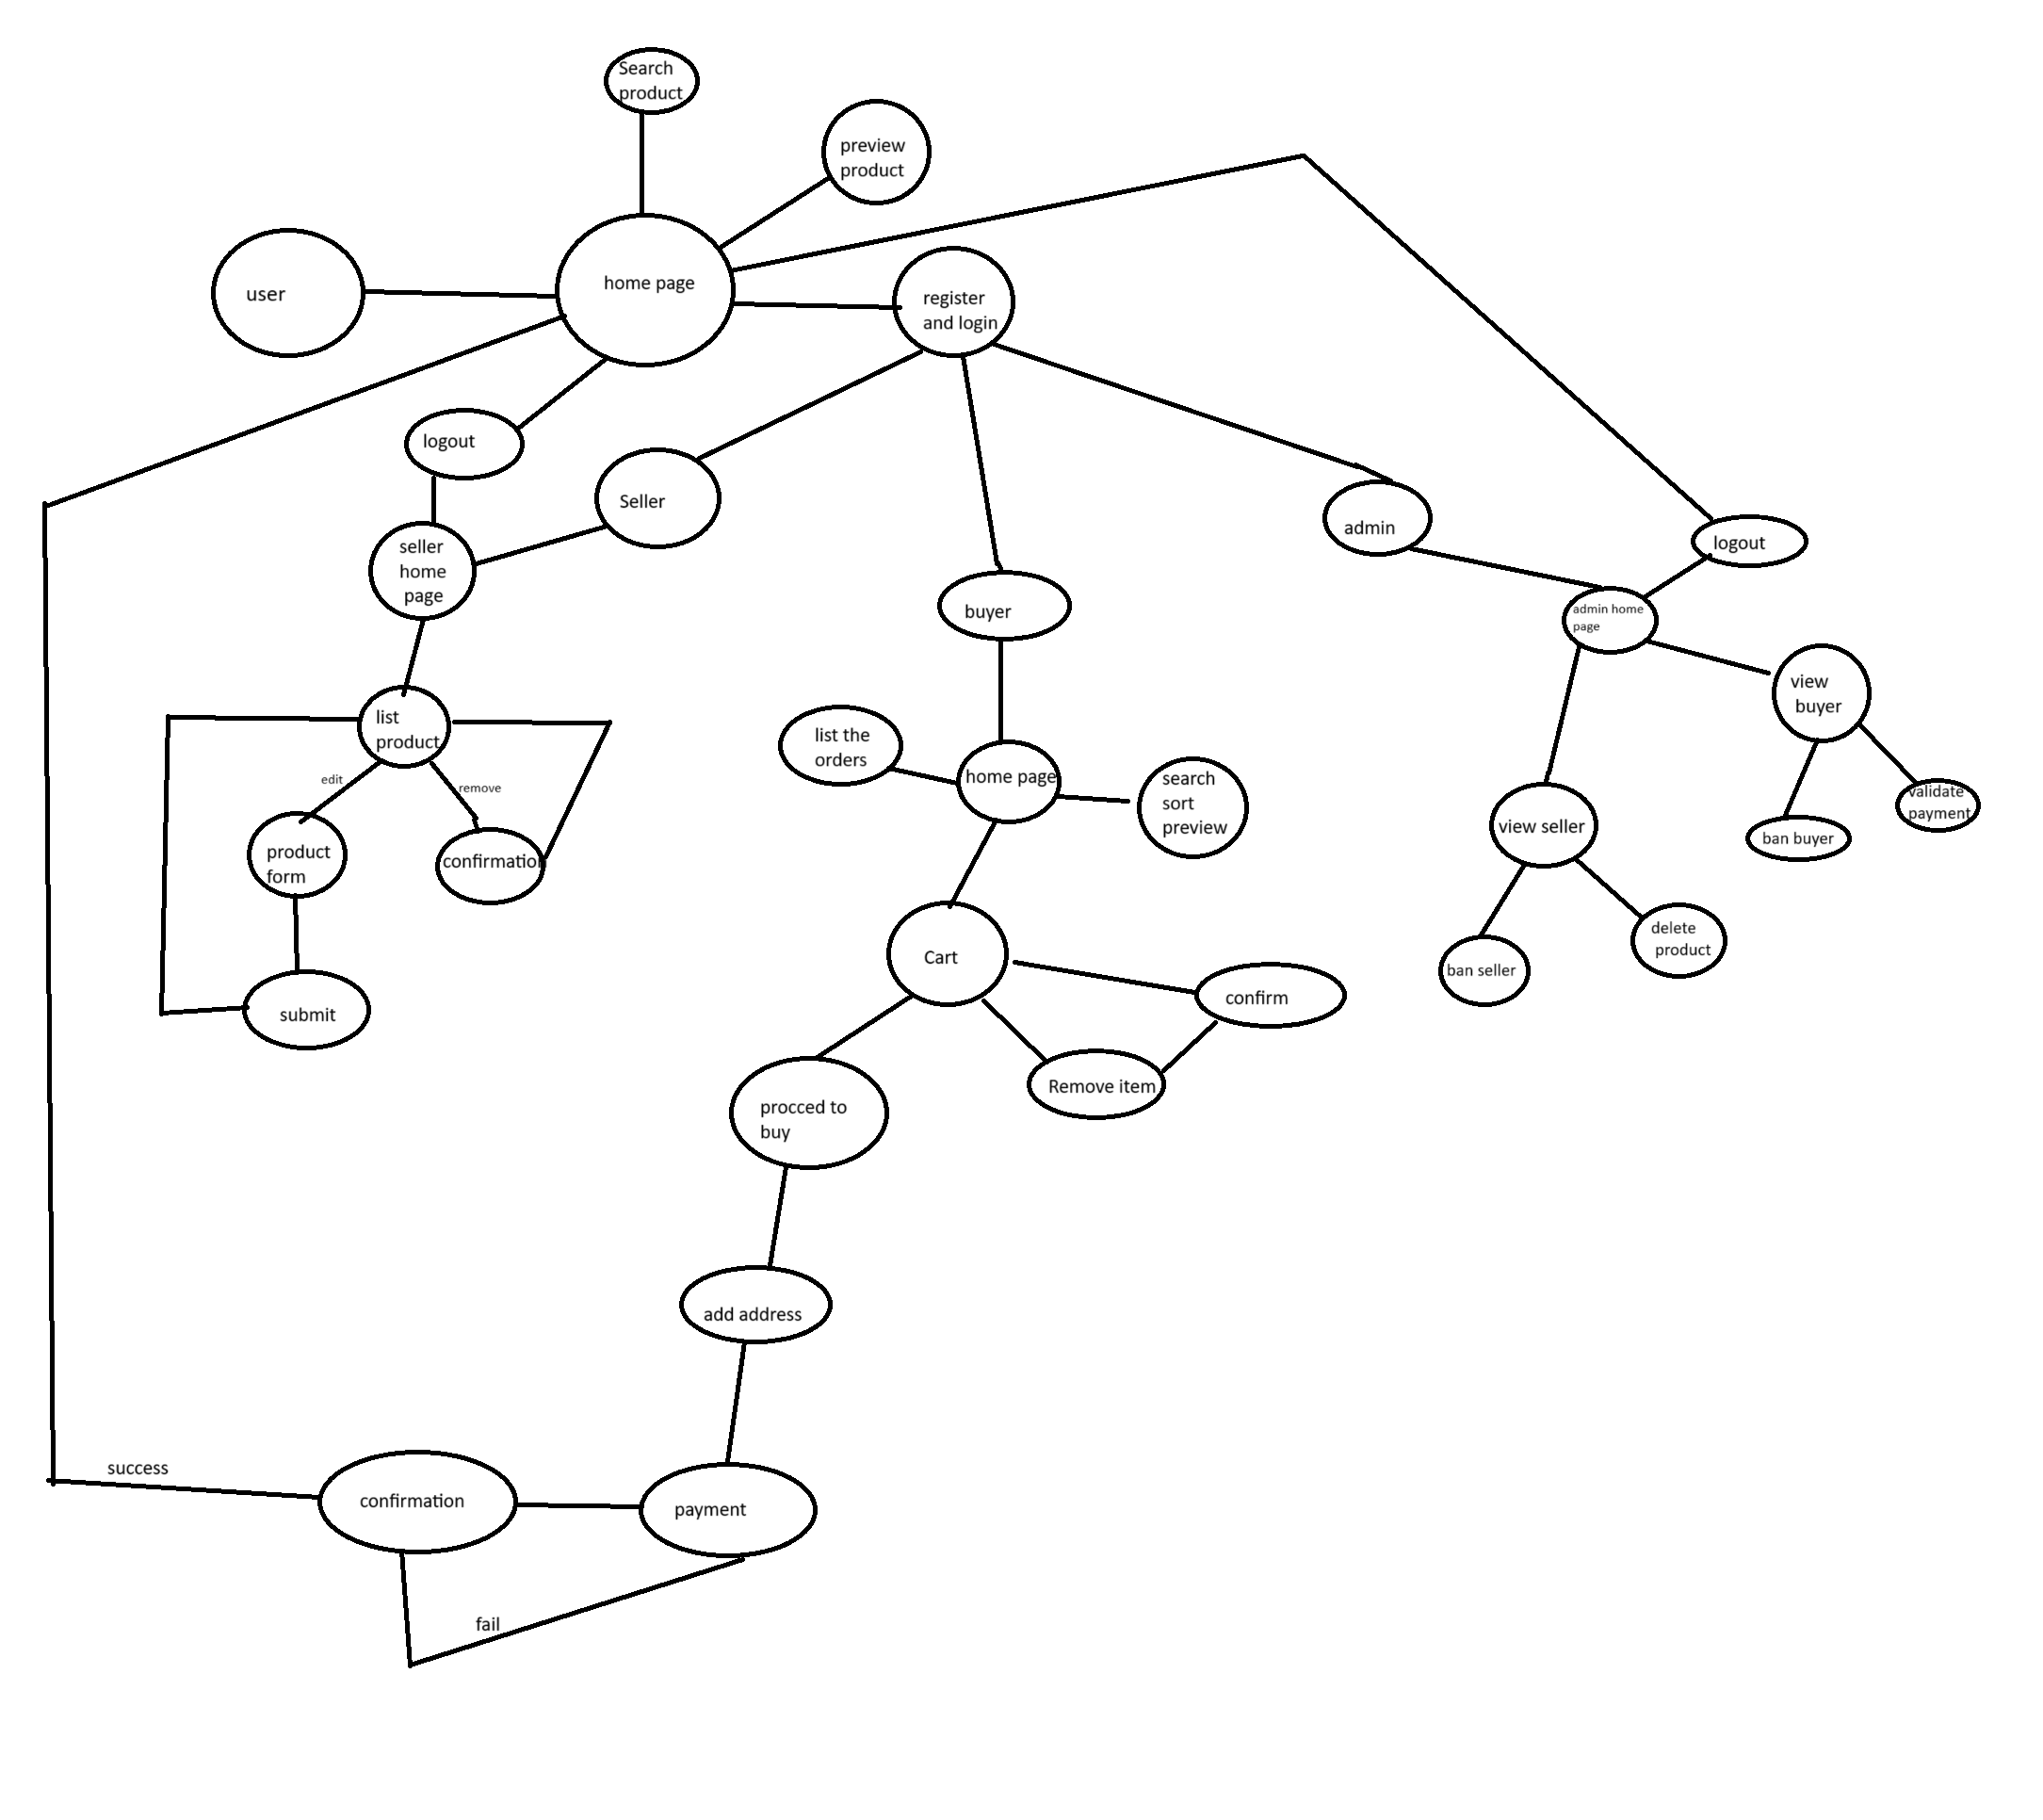 Search
product
preview
product
user
home page
register
and login
logout
Seller
admin
logout
seller
home
page
buyer
admin home
page
view
buyer
list
product
list the
orders
home page
search
sort
preview
edit
remove
validate
payment
ban buyer
view seller
product
form
confirmation
Cart
delete
product
ban seller
confirm
submit
Remove item
procced to
buy
add address
success
confirmation
payment
fail